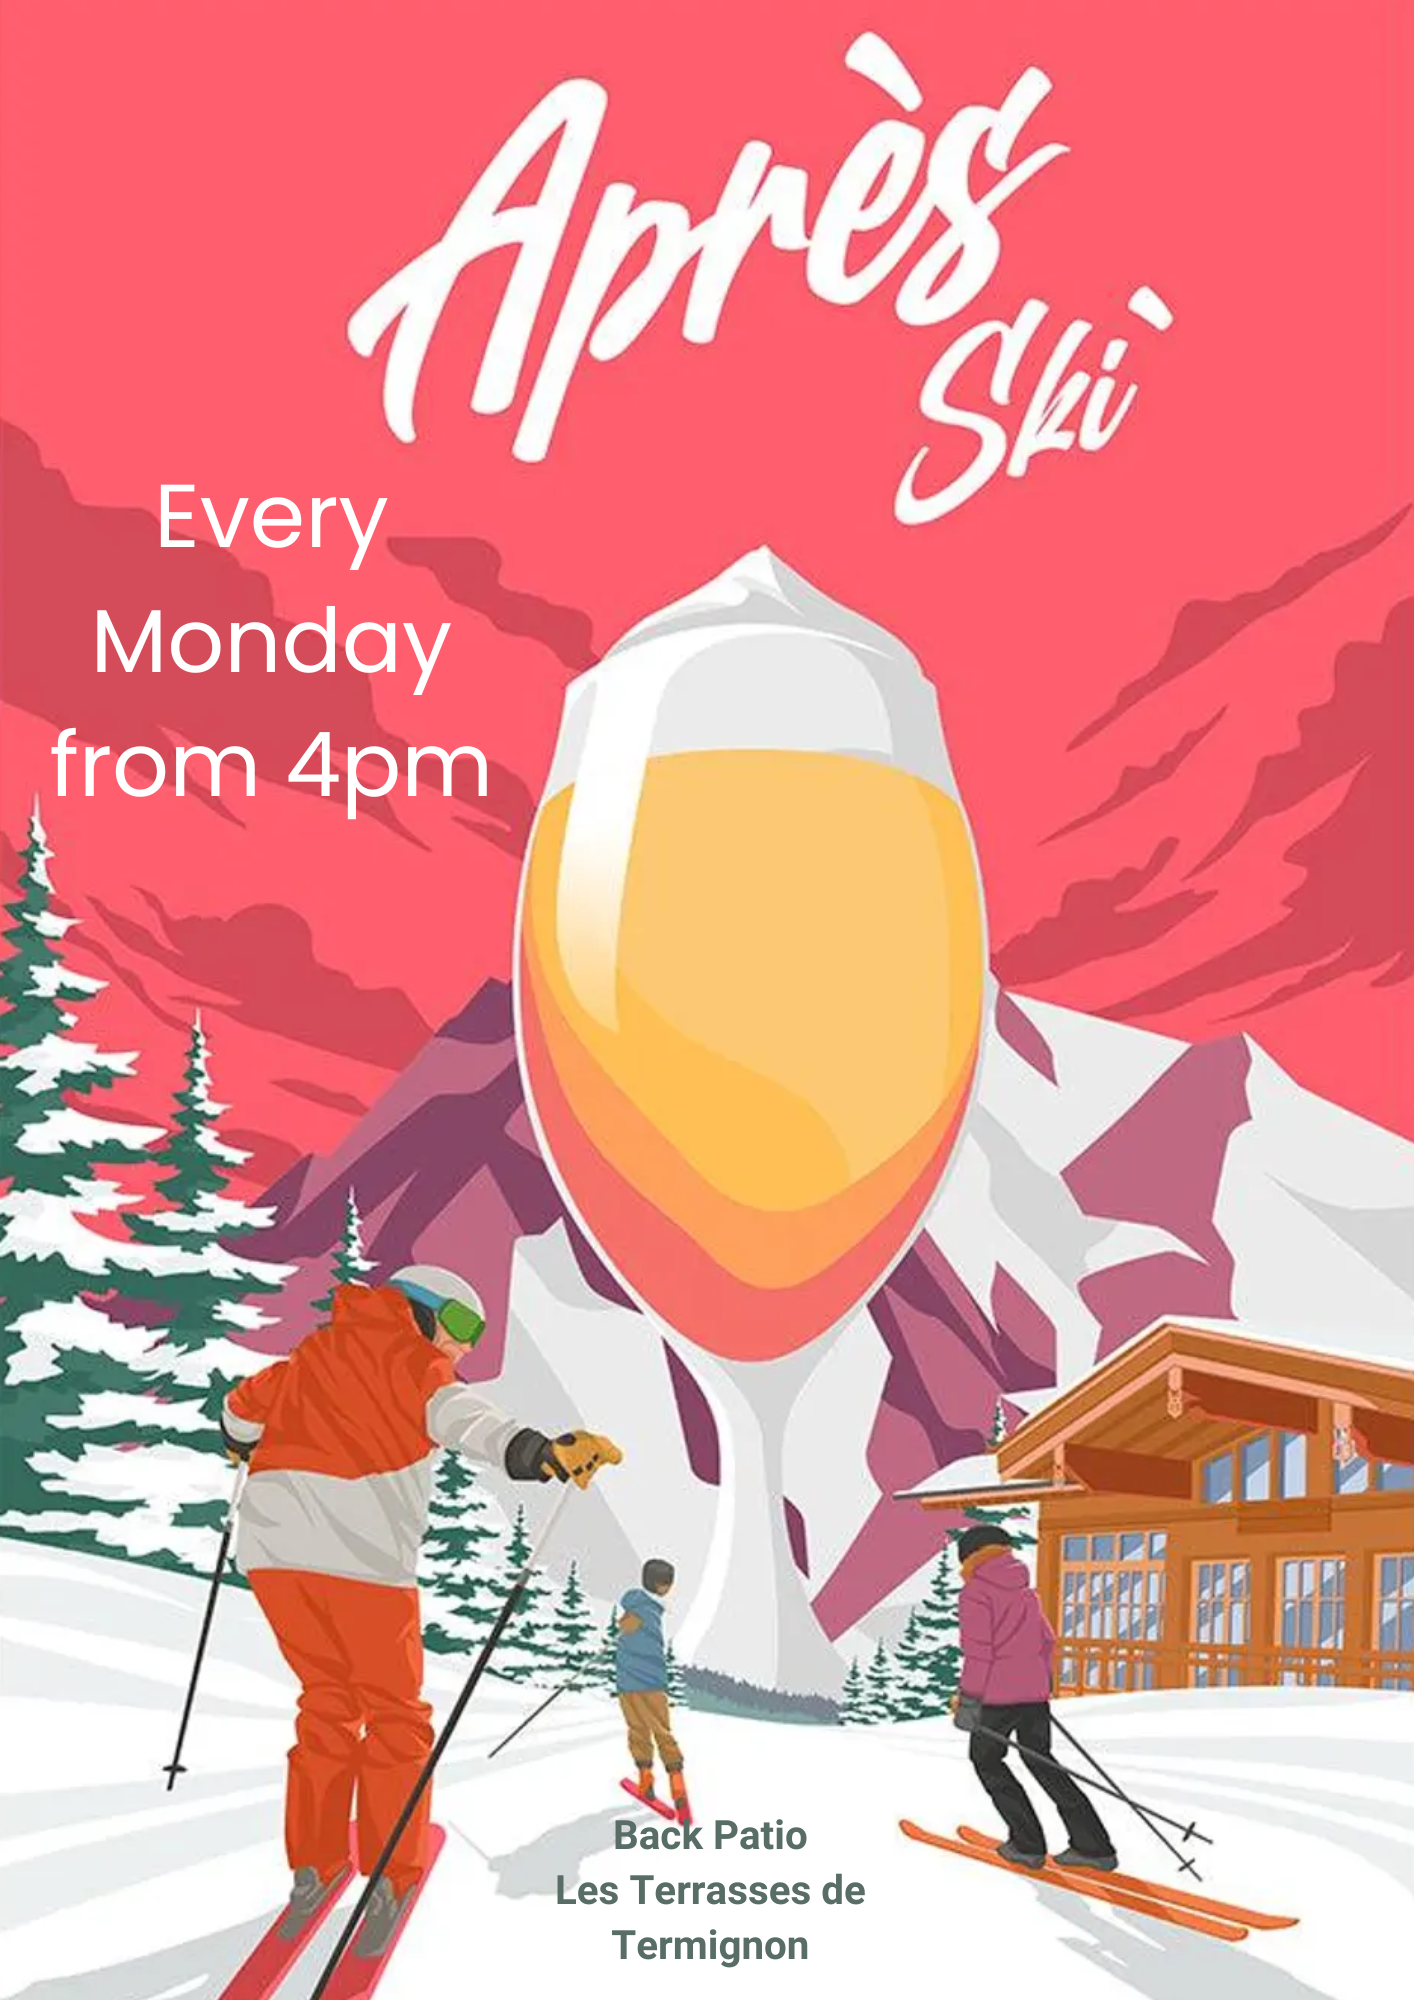 Après
Ski
Every
Monday
from 4pm
Back Patio
Les Terrasses de
Termignon